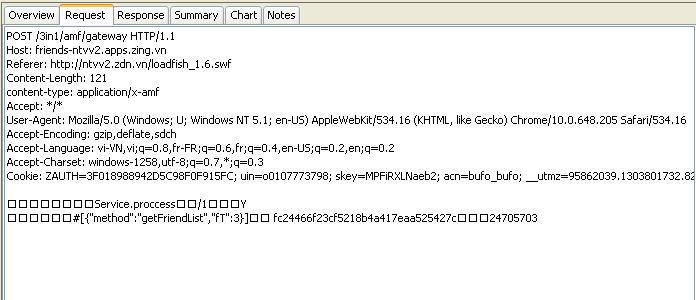 Overview Request Response Summary Chart Notes
POST /3in1/amf/gateway HTTP/1.1
Host: friends-ntvv2.apps.zing.vn
Referer: http://ntvv2.zdn.vn/loadfish_1.6.swf
Content-Length: 121
content-type: application/x-amf
Accept: */*
User-Agent: Mozilla/5.0 (Windows; U; Windows NT 5.1; en-US) AppleWebKit/534.16 (KHTML, like Gecko) Chrome/10.0.648.205 Safari/534.16
Accept-Encoding: gzip,deflate,sdch
Accept-Language: vi-VN,vi;q=0.8,fr-FR;q=0.6,fr;q=0.4,en-US;q=0.2,en;q=0.2
Accept-Charset: windows-1258,utf-8;q=0.7,*;q=0.3
Cookie: ZAUTH=3F018988942D5C98F0F915FC; uin=o0107773798; skey=MPFiRXLNaeb2; acn=bufo_bufo; __utmz=95862039.1303801732.82
□□□□□□□□Service.proccess□□/1□□□Y
□□□□□□#[{"method":"getFriendList","fT":3}]□□ fc24466f23cf5218b4a417eaa525427c□□□24705703